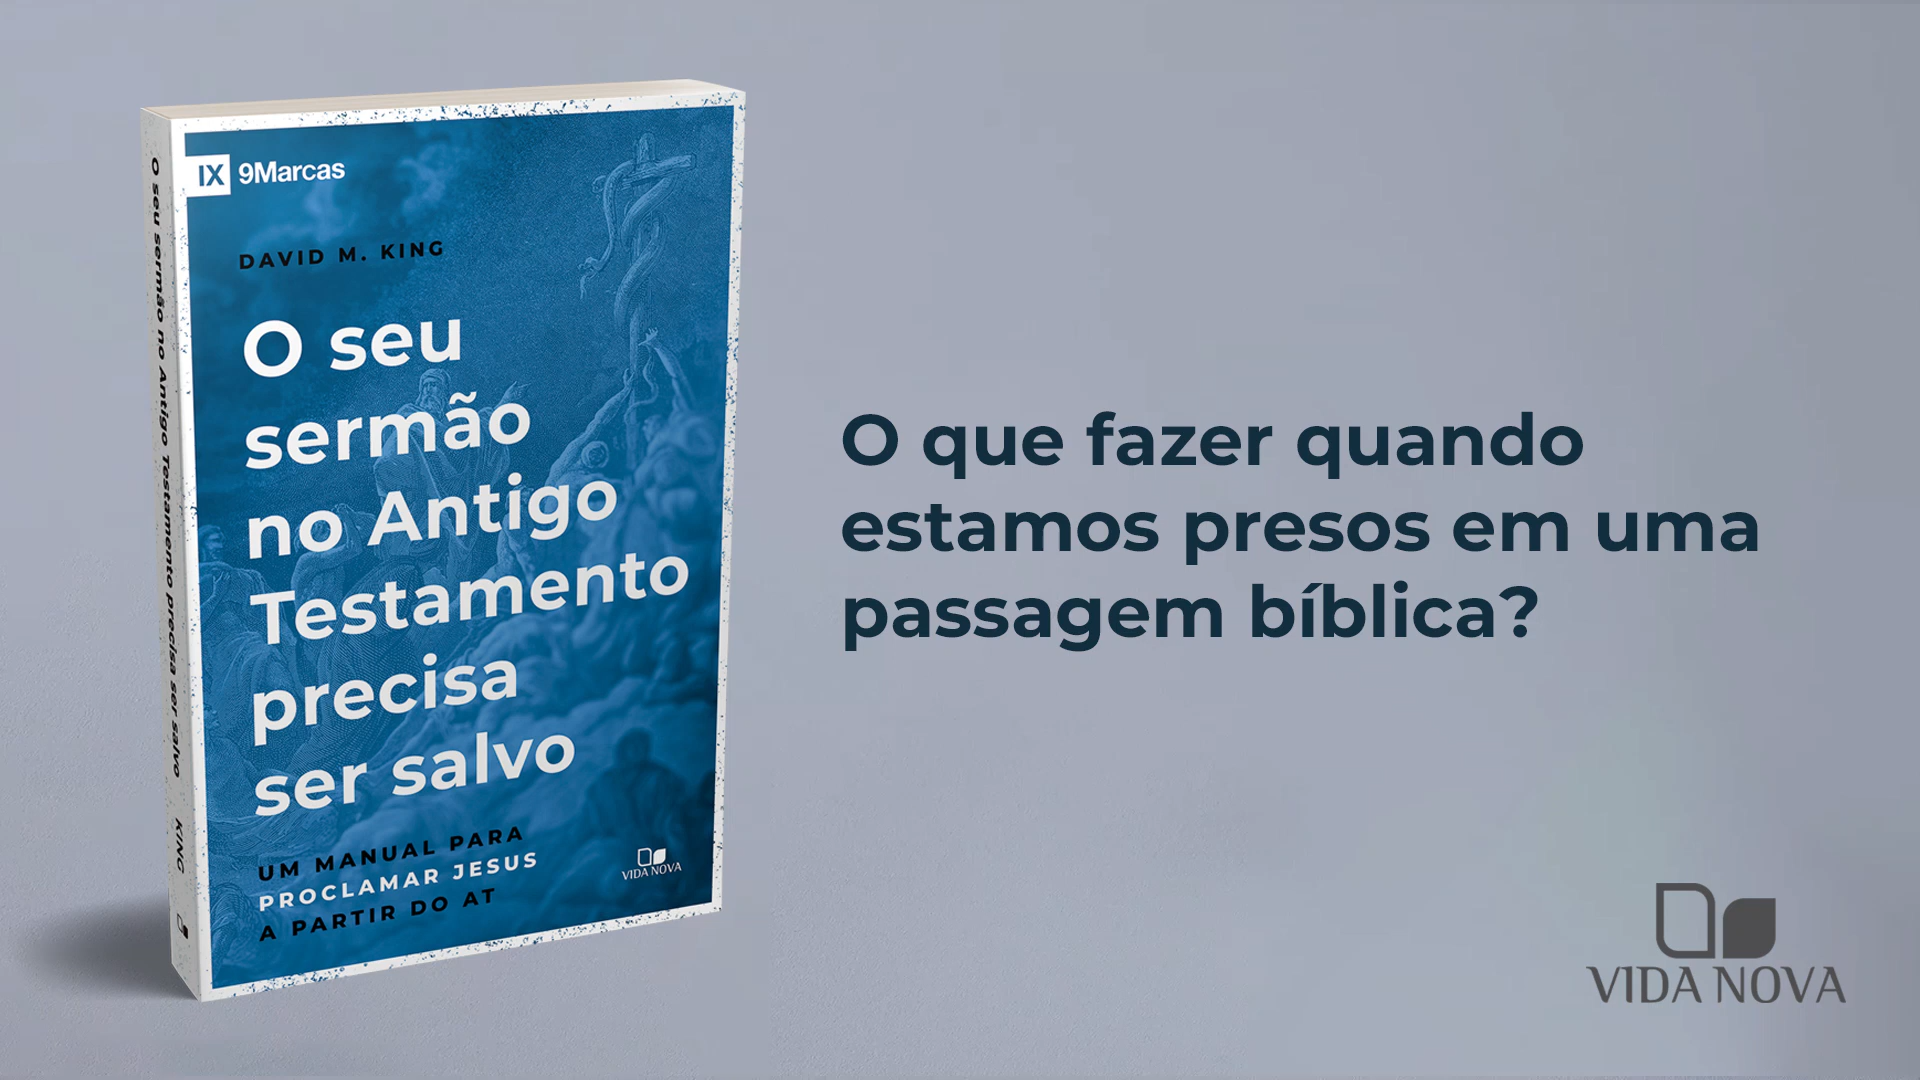 IX 9Marcas
DAVID M. KING
O seu
sermão
no Antigo
Testamento
precisa
ser salvo
UM MANUAL PARA
PROCLAMAR JESUS
A PARTIR DO AT
VIDA NOVA
O seu sermão no Antigo Testamento precisa ser salvo KING
O que fazer quando
estamos presos em uma
passagem bíblica?
VIDA NOVA